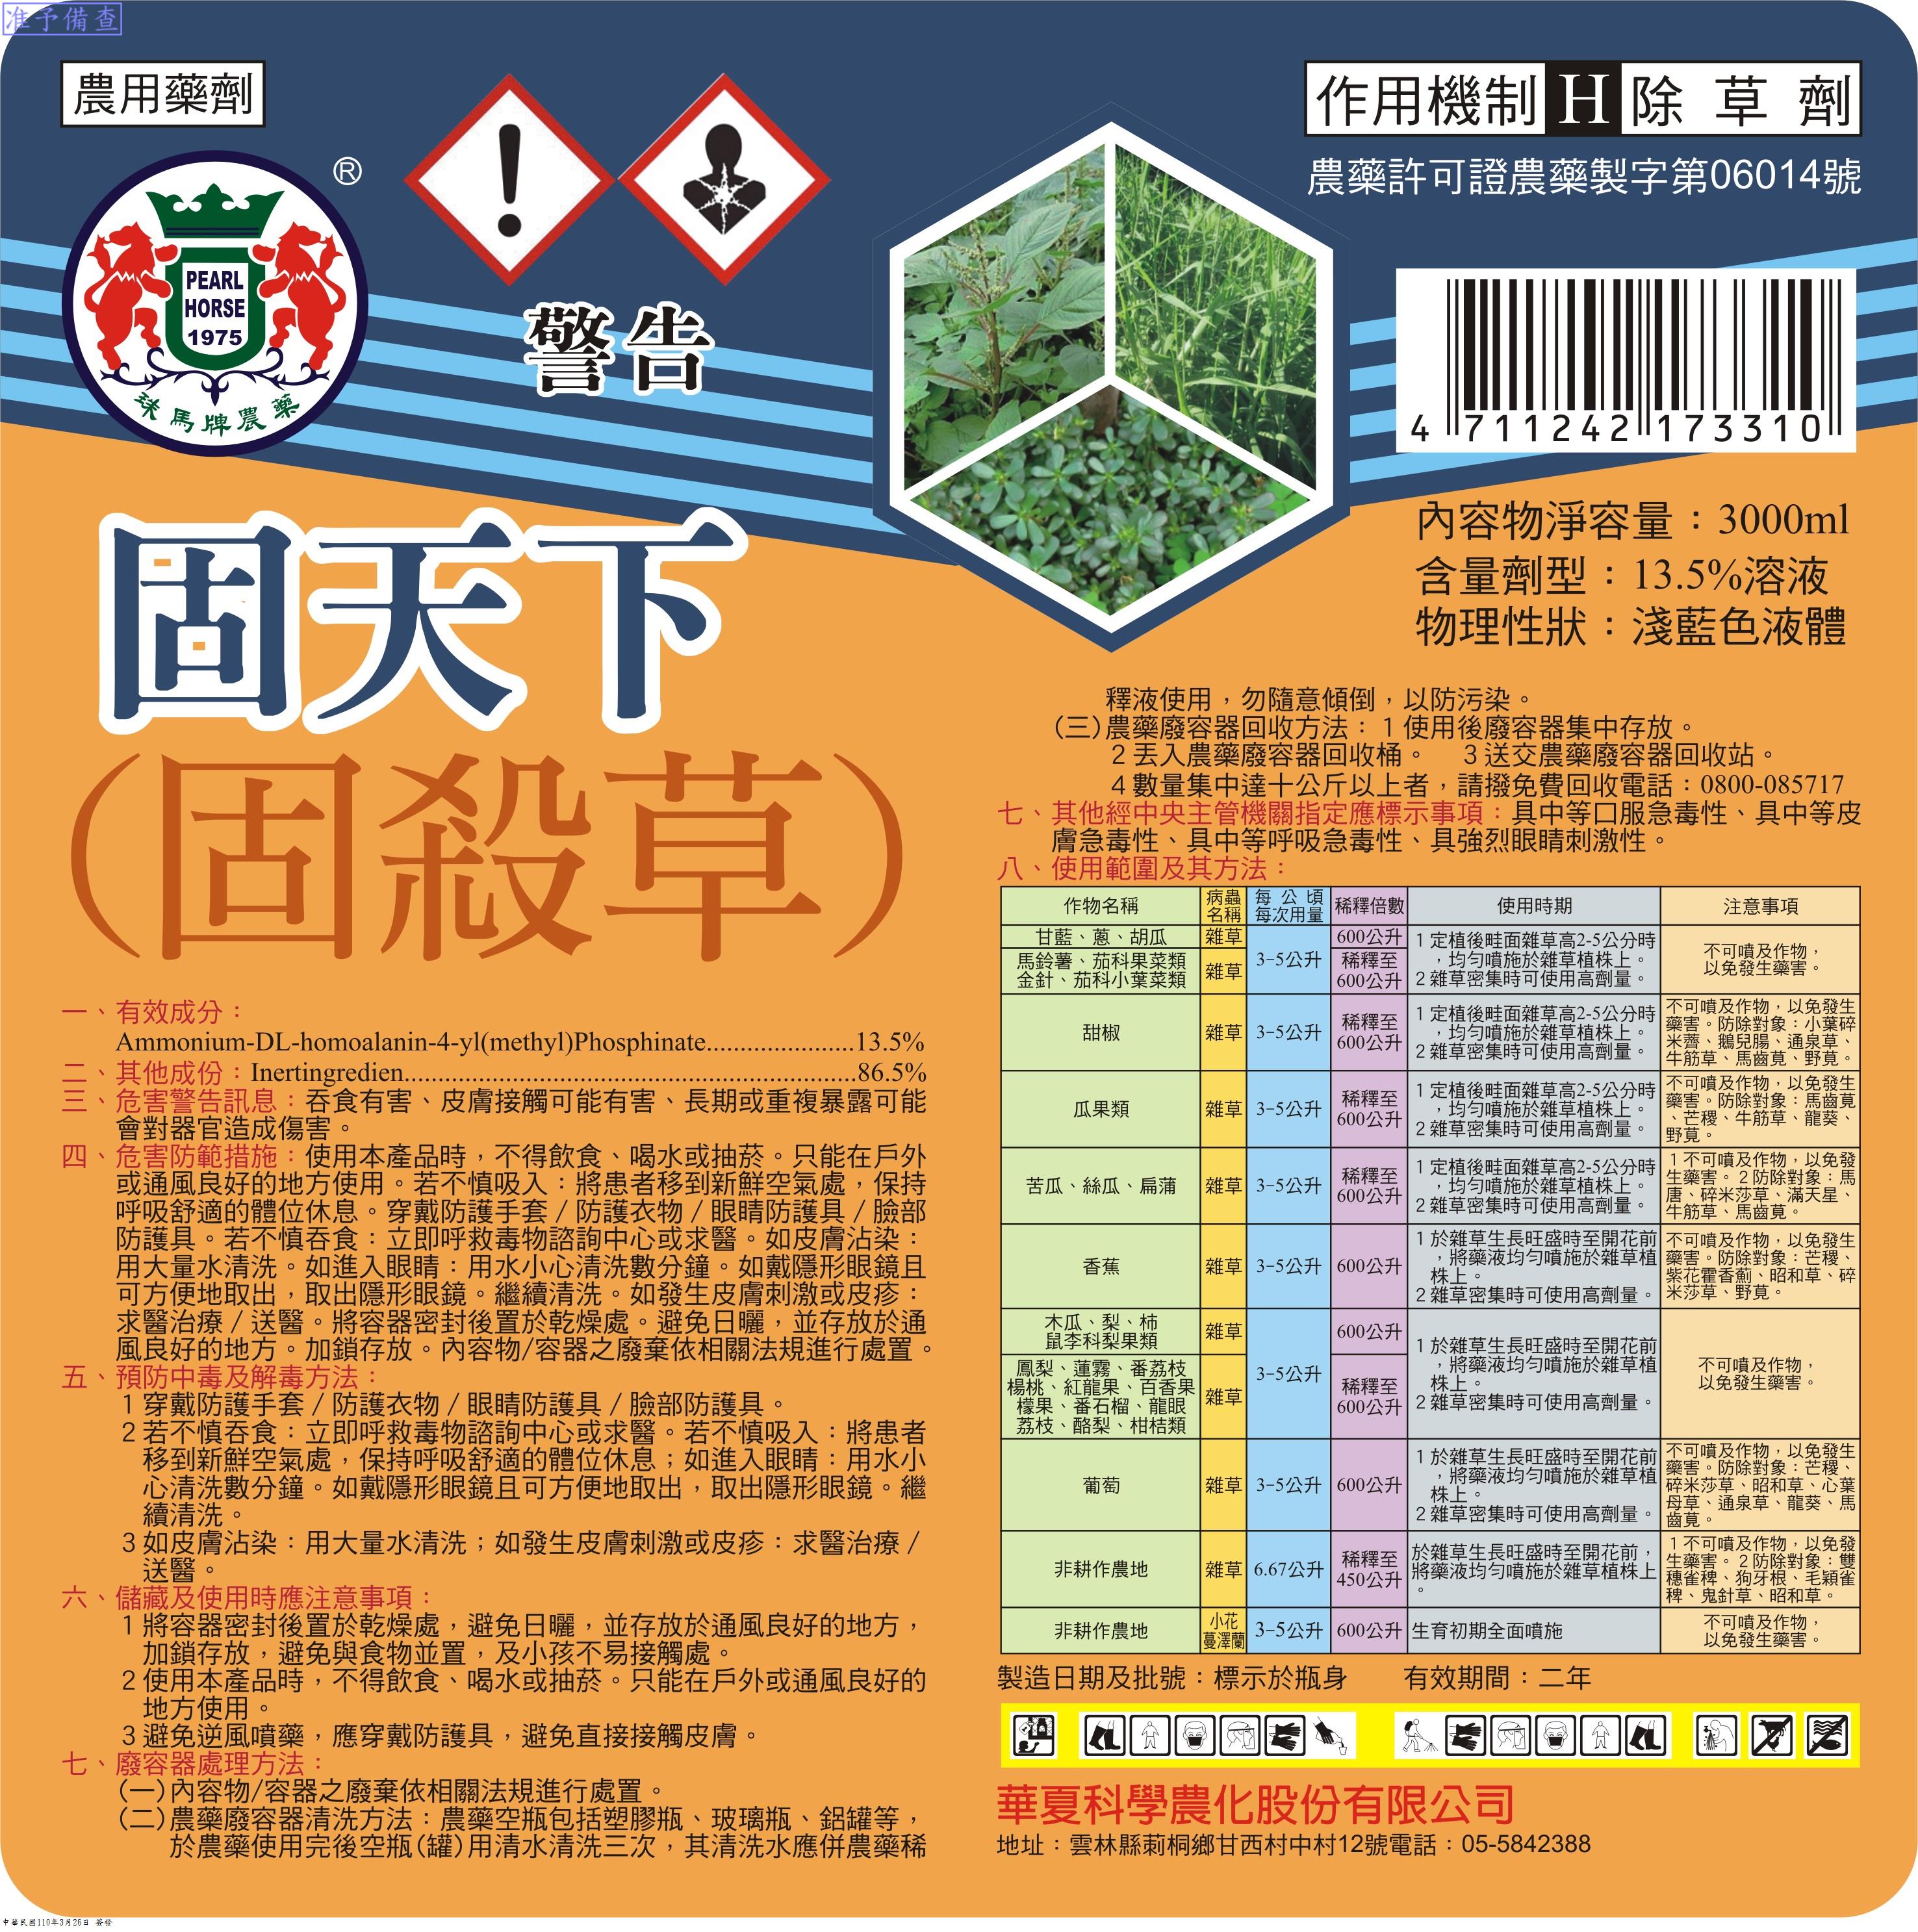 准予備查
農用藥劑
®
PEARL
HORSE
1975
珠馬牌農藥
警告
作用機制 H 除草劑
農藥許可證農藥製字第06014號
4 711242 173310
固天下
(固殺草)
內容物淨容量：3000ml
含量劑型：13.5%溶液
物理性狀：淺藍色液體
一、有效成分：
Ammonium-DL-homoalanin-4-yl(methyl)Phosphinate......................13.5%
二、其他成份：Inertingredien...................................................................86.5%
三、危害警告訊息：吞食有害、皮膚接觸可能有害、長期或重複暴露可能
會對器官造成傷害。
四、危害防範措施：使用本產品時，不得飲食、喝水或抽菸。只能在戶外
或通風良好的地方使用。若不慎吸入：將患者移到新鮮空氣處，保持
呼吸舒適的體位休息。穿戴防護手套/防護衣物/眼睛防護具/臉部
防護具。若不慎吞食：立即呼救毒物諮詢中心或求醫。如皮膚沾染：
用大量水清洗。如進入眼睛：用水小心清洗數分鐘。如戴隱形眼鏡且
可方便地取出，取出隱形眼鏡。繼續清洗。如發生皮膚刺激或皮疹：
求醫治療/送醫。將容器密封後置於乾燥處。避免日曬，並存放於通
風良好的地方。加鎖存放。內容物/容器之廢棄依相關法規進行處置。
五、預防中毒及解毒方法：
1 穿戴防護手套/防護衣物/眼睛防護具/臉部防護具。
2 若不慎吞食：立即呼救毒物諮詢中心或求醫。若不慎吸入：將患者
移到新鮮空氣處，保持呼吸舒適的體位休息；如進入眼睛：用水小
心清洗數分鐘。如戴隱形眼鏡且可方便地取出，取出隱形眼鏡。繼
續清洗。
3 如皮膚沾染：用大量水清洗；如發生皮膚刺激或皮疹：求醫治療/
送醫。
六、儲藏及使用時應注意事項：
1 將容器密封後置於乾燥處，避免日曬，並存放於通風良好的地方，
加鎖存放，避免與食物並置，及小孩不易接觸處。
2 使用本產品時，不得飲食、喝水或抽菸。只能在戶外或通風良好的
地方使用。
3 避免逆風噴藥，應穿戴防護具，避免直接接觸皮膚。
七、廢容器處理方法：
(一)內容物/容器之廢棄依相關法規進行處置。
(二)農藥廢容器清洗方法：農藥空瓶包括塑膠瓶、玻璃瓶、鋁罐等，
於農藥使用完後空瓶(罐)用清水清洗三次，其清洗水應併農藥稀
釋液使用，勿隨意傾倒，以防污染。
(三)農藥廢容器回收方法：1 使用後廢容器集中存放。
2 丟入農藥廢容器回收桶。 3 送交農藥廢容器回收站。
4 數量集中達十公斤以上者，請撥免費回收電話：0800-085717
七、其他經中央主管機關指定應標示事項：具中等口服急毒性、具中等皮
膚急毒性、具中等呼吸急毒性、具強烈眼睛刺激性。
八、使用範圍及其方法：
作物名稱 病蟲名稱 每公頃每次用量 稀釋倍數 使用時期 注意事項
甘藍、蔥、胡瓜 雜草 3-5公升 600公升
馬鈴薯、茄科果菜類
金針、茄科小葉菜類 雜草 稀釋至
600公升
1 定植後畦面雜草高2-5公分時
，均勻噴施於雜草植株上。
2 雜草密集時可使用高劑量。
不可噴及作物，
以免發生藥害。
甜椒 雜草 3-5公升 稀釋至
600公升
1 定植後畦面雜草高2-5公分時
，均勻噴施於雜草植株上。
2 雜草密集時可使用高劑量。
不可噴及作物，以免發生
藥害。防除對象：小葉碎
米薺、鵝兒腸、通泉草、
牛筋草、馬齒莧、野莧。
瓜果類 雜草 3-5公升 稀釋至
600公升
1 定植後畦面雜草高2-5公分時
，均勻噴施於雜草植株上。
2 雜草密集時可使用高劑量。
不可噴及作物，以免發生
藥害。防除對象：馬齒莧
、芒稷、牛筋草、龍葵、
野莧。
苦瓜、絲瓜、扁蒲 雜草 3-5公升 稀釋至
600公升
1 定植後畦面雜草高2-5公分時
，均勻噴施於雜草植株上。
2 雜草密集時可使用高劑量。
1 不可噴及作物，以免發
生藥害。2 防除對象：馬
唐、碎米莎草、滿天星、
牛筋草、馬齒莧。
香蕉 雜草 3-5公升 600公升
1 於雜草生長旺盛時至開花前
，將藥液均勻噴施於雜草植
株上。
2 雜草密集時可使用高劑量。
不可噴及作物，以免發生
藥害。防除對象：芒稷、
紫花霍香薊、昭和草、碎
米莎草、野莧。
木瓜、梨、柿
鼠李科梨果類 雜草 3-5公升 600公升
鳳梨、蓮霧、番荔枝
楊桃、紅龍果、百香果
檬果、番石榴、龍眼
荔枝、酪梨、柑桔類 雜草 稀釋至
600公升
1 於雜草生長旺盛時至開花前
，將藥液均勻噴施於雜草植
株上。
2 雜草密集時可使用高劑量。
不可噴及作物，
以免發生藥害。
葡萄 雜草 3-5公升 600公升
1 於雜草生長旺盛時至開花前
，將藥液均勻噴施於雜草植
株上。
2 雜草密集時可使用高劑量。
不可噴及作物，以免發生
藥害。防除對象：芒稷、
碎米莎草、昭和草、心葉
母草、通泉草、龍葵、馬
齒莧。
非耕作農地 雜草 6.67公升 稀釋至
450公升
於雜草生長旺盛時至開花前，
將藥液均勻噴施於雜草植株上
。
1 不可噴及作物，以免發
生藥害。2 防除對象：雙
穗雀稗、狗牙根、毛穎雀
稗、鬼針草、昭和草。
非耕作農地 小花
蔓澤蘭 3-5公升 600公升 生育初期全面噴施
不可噴及作物，
以免發生藥害。
製造日期及批號：標示於瓶身 有效期間：二年
華夏科學農化股份有限公司
地址：雲林縣莿桐鄉甘西村中村12號電話：05-5842388
中華民國110年3月26日 簽發